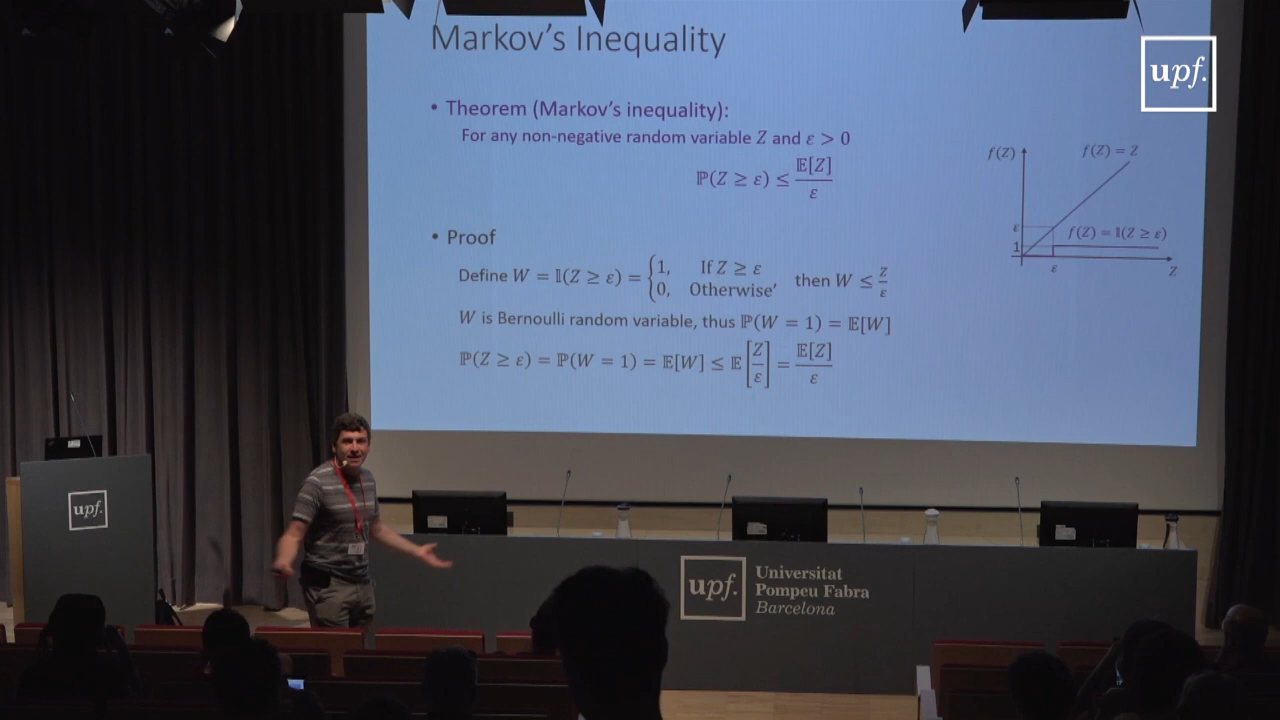 Markov's Inequality
upf.
• Theorem (Markov's inequality):
For any non-negative random variable Z and ε > 0
ℙ(Z ≥ ε) ≤ 𝔼[Z]/ε
f(Z)
f(Z) = Z
ε
f(Z) = 𝕀(Z ≥ ε)
1
ε
Z
• Proof
Define W = 𝕀(Z ≥ ε) = {1, If Z ≥ ε
0, Otherwise' then W ≤ Z/ε
W is Bernoulli random variable, thus ℙ(W = 1) = 𝔼[W]
ℙ(Z ≥ ε) = ℙ(W = 1) = 𝔼[W] ≤ 𝔼[Z/ε] = 𝔼[Z]/ε
upf.
upf.
Universitat
Pompeu Fabra
Barcelona